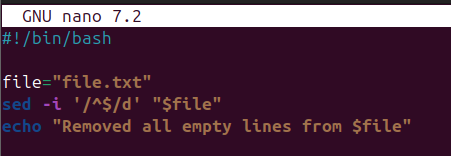 GNU nano 7.2
#!/bin/bash
file="file.txt"
sed -i '/^$/d' "$file"
echo "Removed all empty lines from $file"